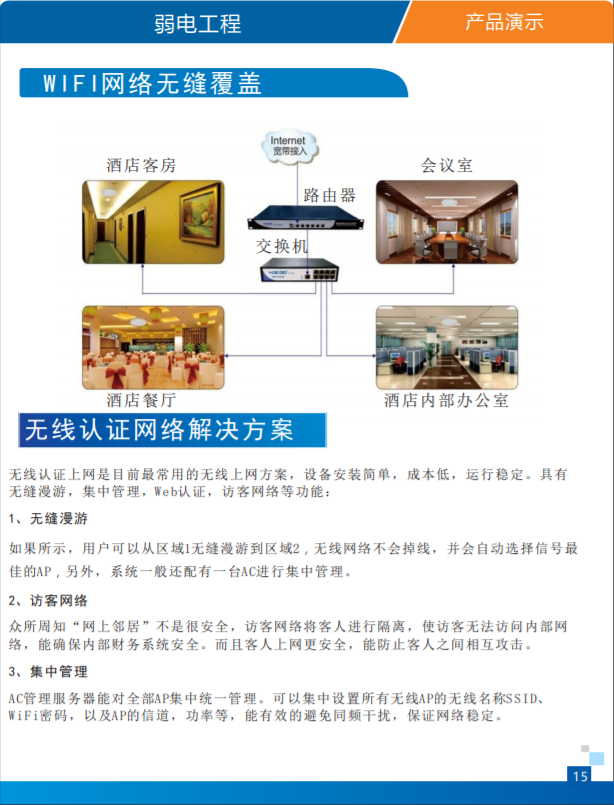 弱电工程
产品演示
WIFI网络无缝覆盖
Internet
宽带接入
酒店客房
会议室
路由器
交换机
酒店餐厅
酒店内部办公室
无线认证网络解决方案
无线认证上网是目前最常用的无线上网方案，设备安装简单，成本低，运行稳定。具有
无缝漫游，集中管理，Web认证，访客网络等功能：
1、无缝漫游
如果所示，用户可以从区域1无缝漫游到区域2，无线网络不会掉线，并会自动选择信号最
佳的AP，另外，系统一般还配有一台AC进行集中管理。
2、访客网络
众所周知“网上邻居”不是很安全，访客网络将客人进行隔离，使访客无法访问内部网
络，能确保内部财务系统安全。而且客人上网更安全，能防止客人之间相互攻击。
3、集中管理
AC管理服务器能对全部AP集中统一管理。可以集中设置所有无线AP的无线名称SSID、
WiFi密码，以及AP的信道，功率等，能有效的避免同频干扰，保证网络稳定。
15